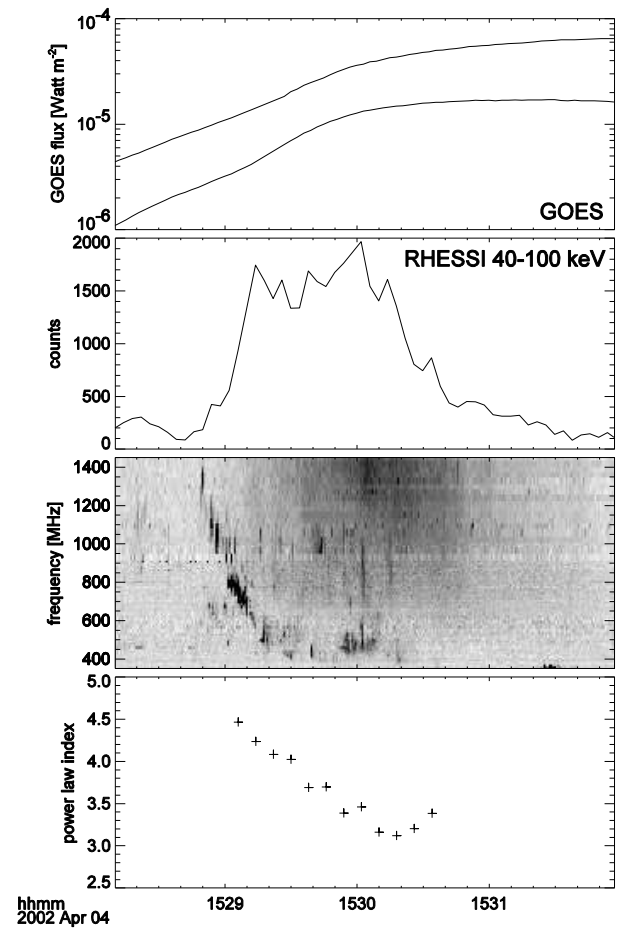 10-4
10-5
10-6
GOES flux [Watt m-2]
GOES
2000
1500
1000
500
0
counts
RHESSI 40-100 keV
1400
1200
1000
800
600
400
frequency [MHz]
5.0
4.5
4.0
3.5
3.0
2.5
power law index
hhmm 1529 1530 1531
2002 Apr 04